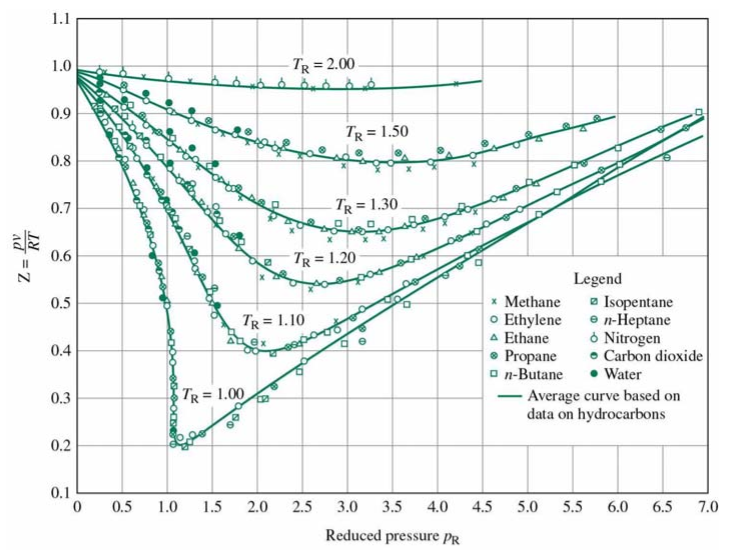 1.1
1.0
0.9
0.8
0.7
0.6
0.5
0.4
0.3
0.2
0.1
Z = pv/RT
T_R = 2.00
T_R = 1.50
T_R = 1.30
T_R = 1.20
T_R = 1.10
T_R = 1.00
Legend
× Methane
Ethylene
Ethane
Propane
n-Butane
Isopentane
n-Heptane
Nitrogen
Carbon dioxide
Water
Average curve based on
data on hydrocarbons
0 0.5 1.0 1.5 2.0 2.5 3.0 3.5 4.0 4.5 5.0 5.5 6.0 6.5 7.0
Reduced pressure p_R